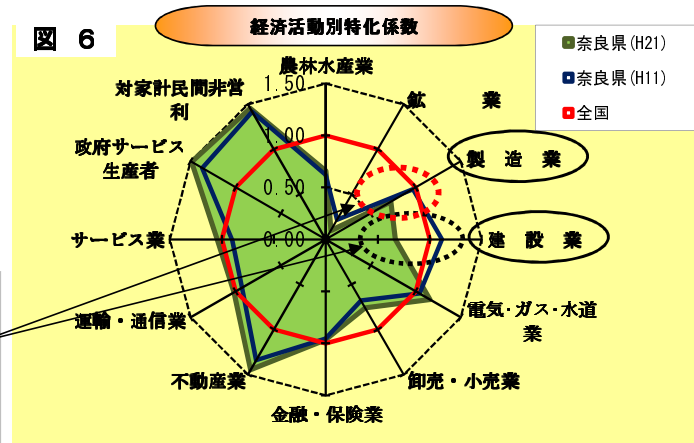 図 6
経済活動別特化係数
奈良県(H21)
奈良県(H11)
全国
農林水産業
鉱 業
製 造 業
建 設 業
電気・ガス・水道
業
卸売・小売業
金融・保険業
不動産業
運輸・通信業
サービス業
政府サービス
生産者
対家計民間非営
利
1.50
1.00
0.50
0.00